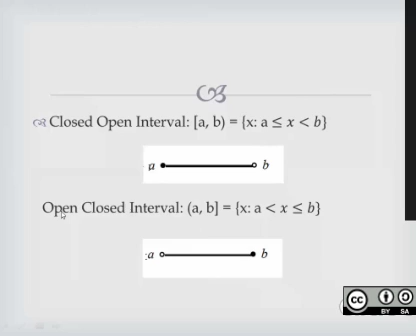 Closed Open Interval: [a, b) = {x: a ≤ x < b}
a b
Open Closed Interval: (a, b] = {x: a < x ≤ b}
:a b
cc BY SA